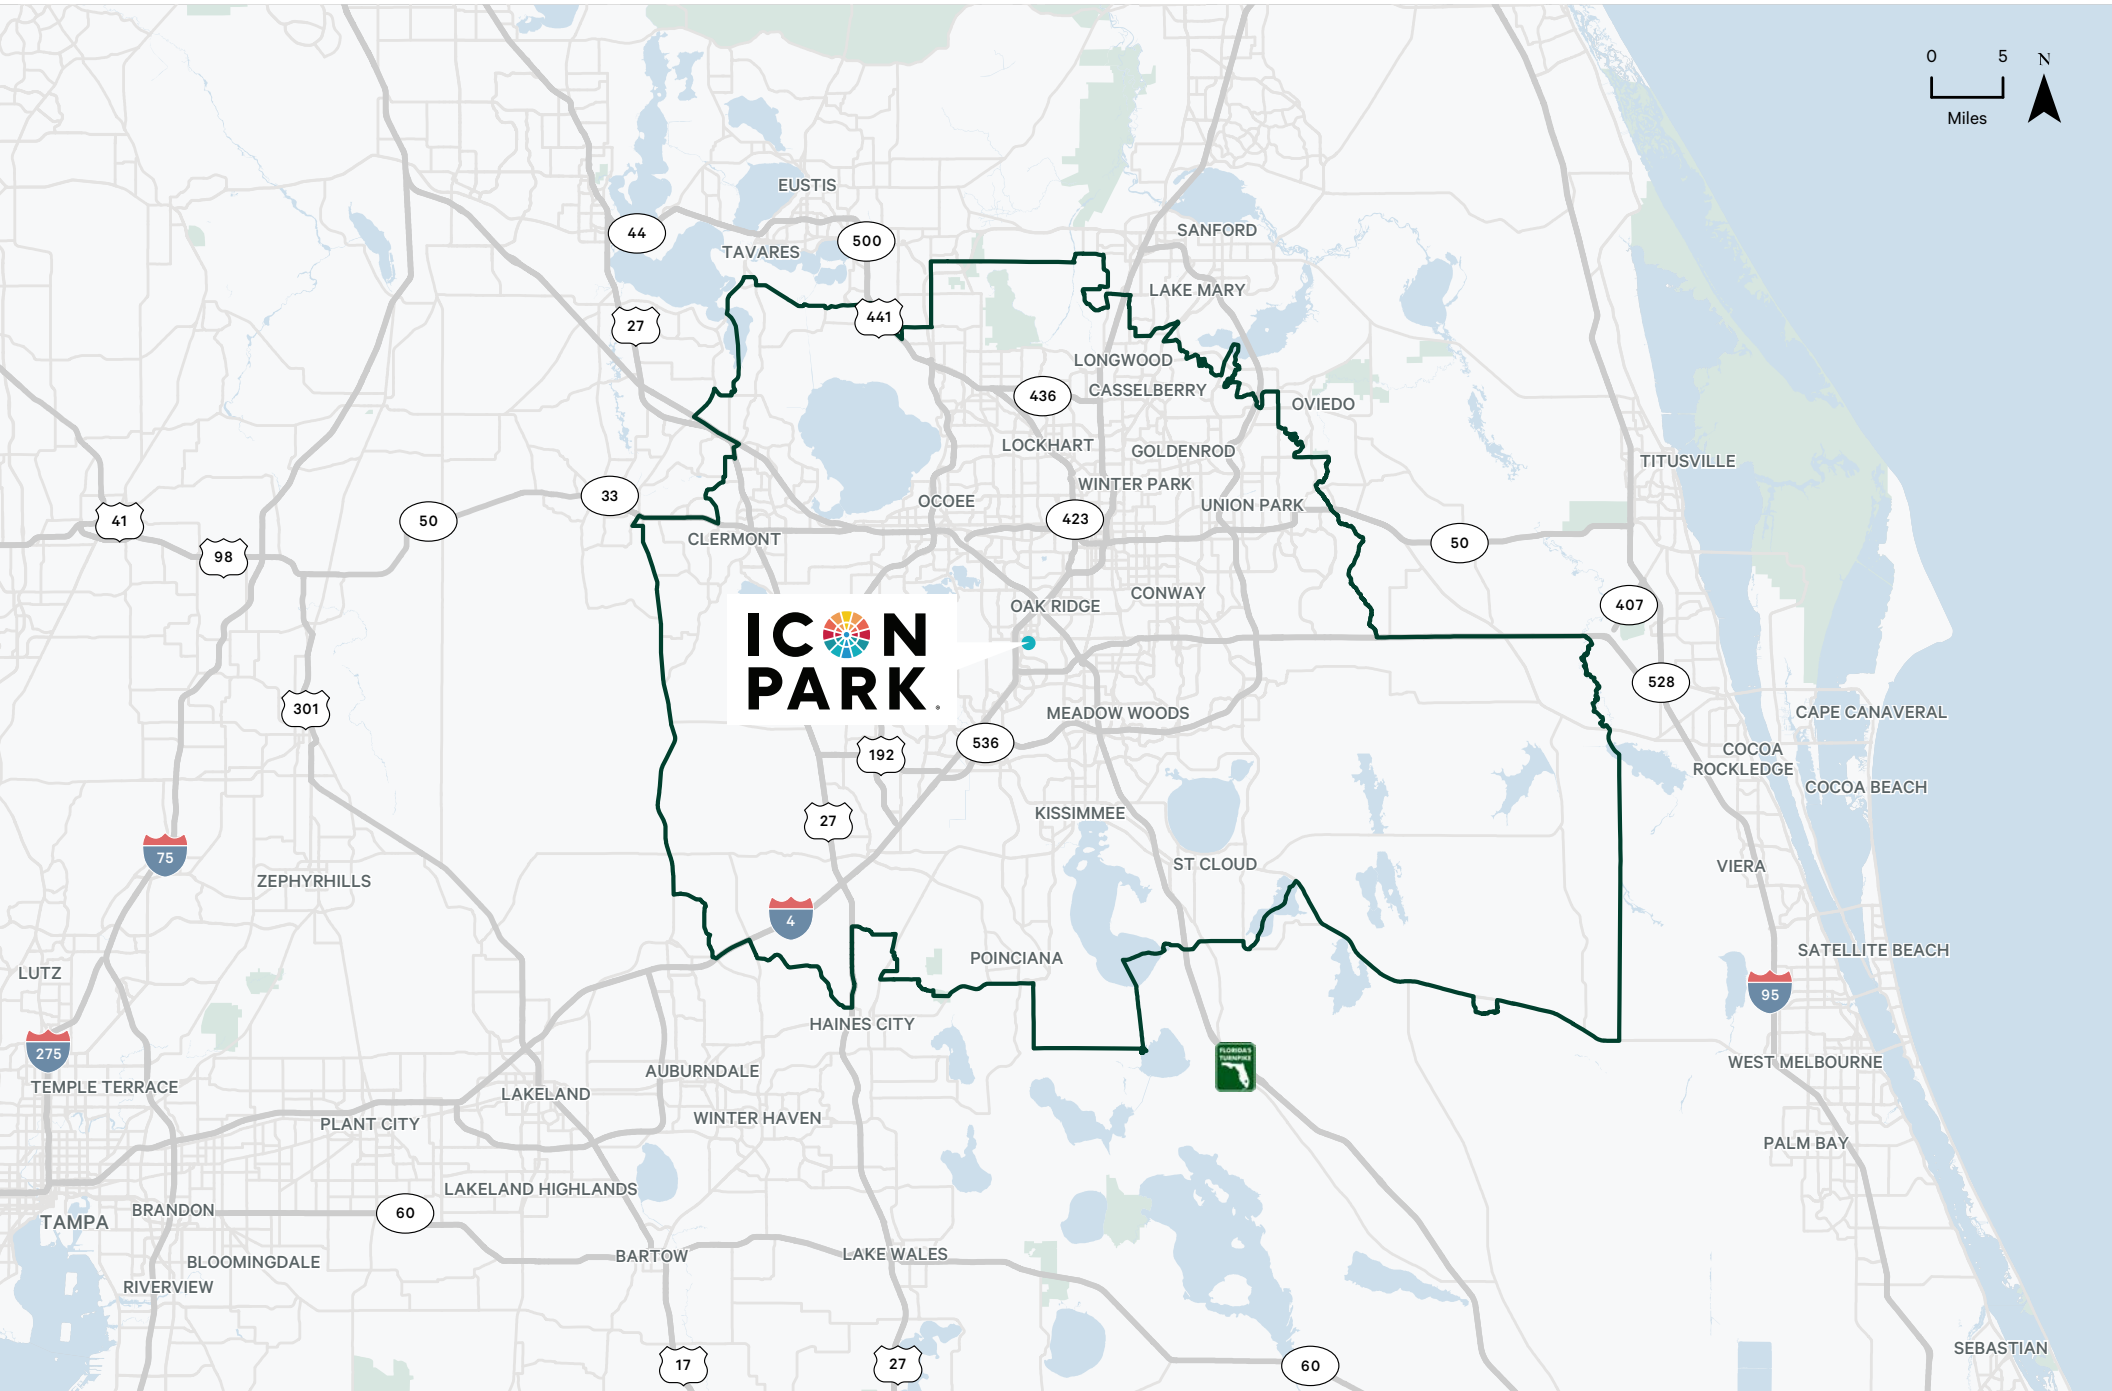 0 5 N
Miles
EUSTIS
44
500
TAVARES
SANFORD
LAKE MARY
441
27
LONGWOOD
436
CASSELBERRY
OVIEDO
LOCKHART
GOLDENROD
TITUSVILLE
WINTER PARK
33
OCOEE
UNION PARK
41
50
423
CLERMONT
50
98
CONWAY
OAK RIDGE
407
ICON
PARK
528
301
MEADOW WOODS
CAPE CANAVERAL
536
192
COCOA
ROCKLEDGE
COCOA BEACH
KISSIMMEE
27
75
ST CLOUD
VIERA
ZEPHYRHILLS
4
SATELLITE BEACH
POINCIANA
LUTZ
95
HAINES CITY
275
FLORIDA'S
TURNPIKE
WEST MELBOURNE
AUBURNDALE
TEMPLE TERRACE
LAKELAND
WINTER HAVEN
PLANT CITY
PALM BAY
LAKELAND HIGHLANDS
BRANDON
60
TAMPA
BARTOW
LAKE WALES
BLOOMINGDALE
RIVERVIEW
SEBASTIAN
17
27
60